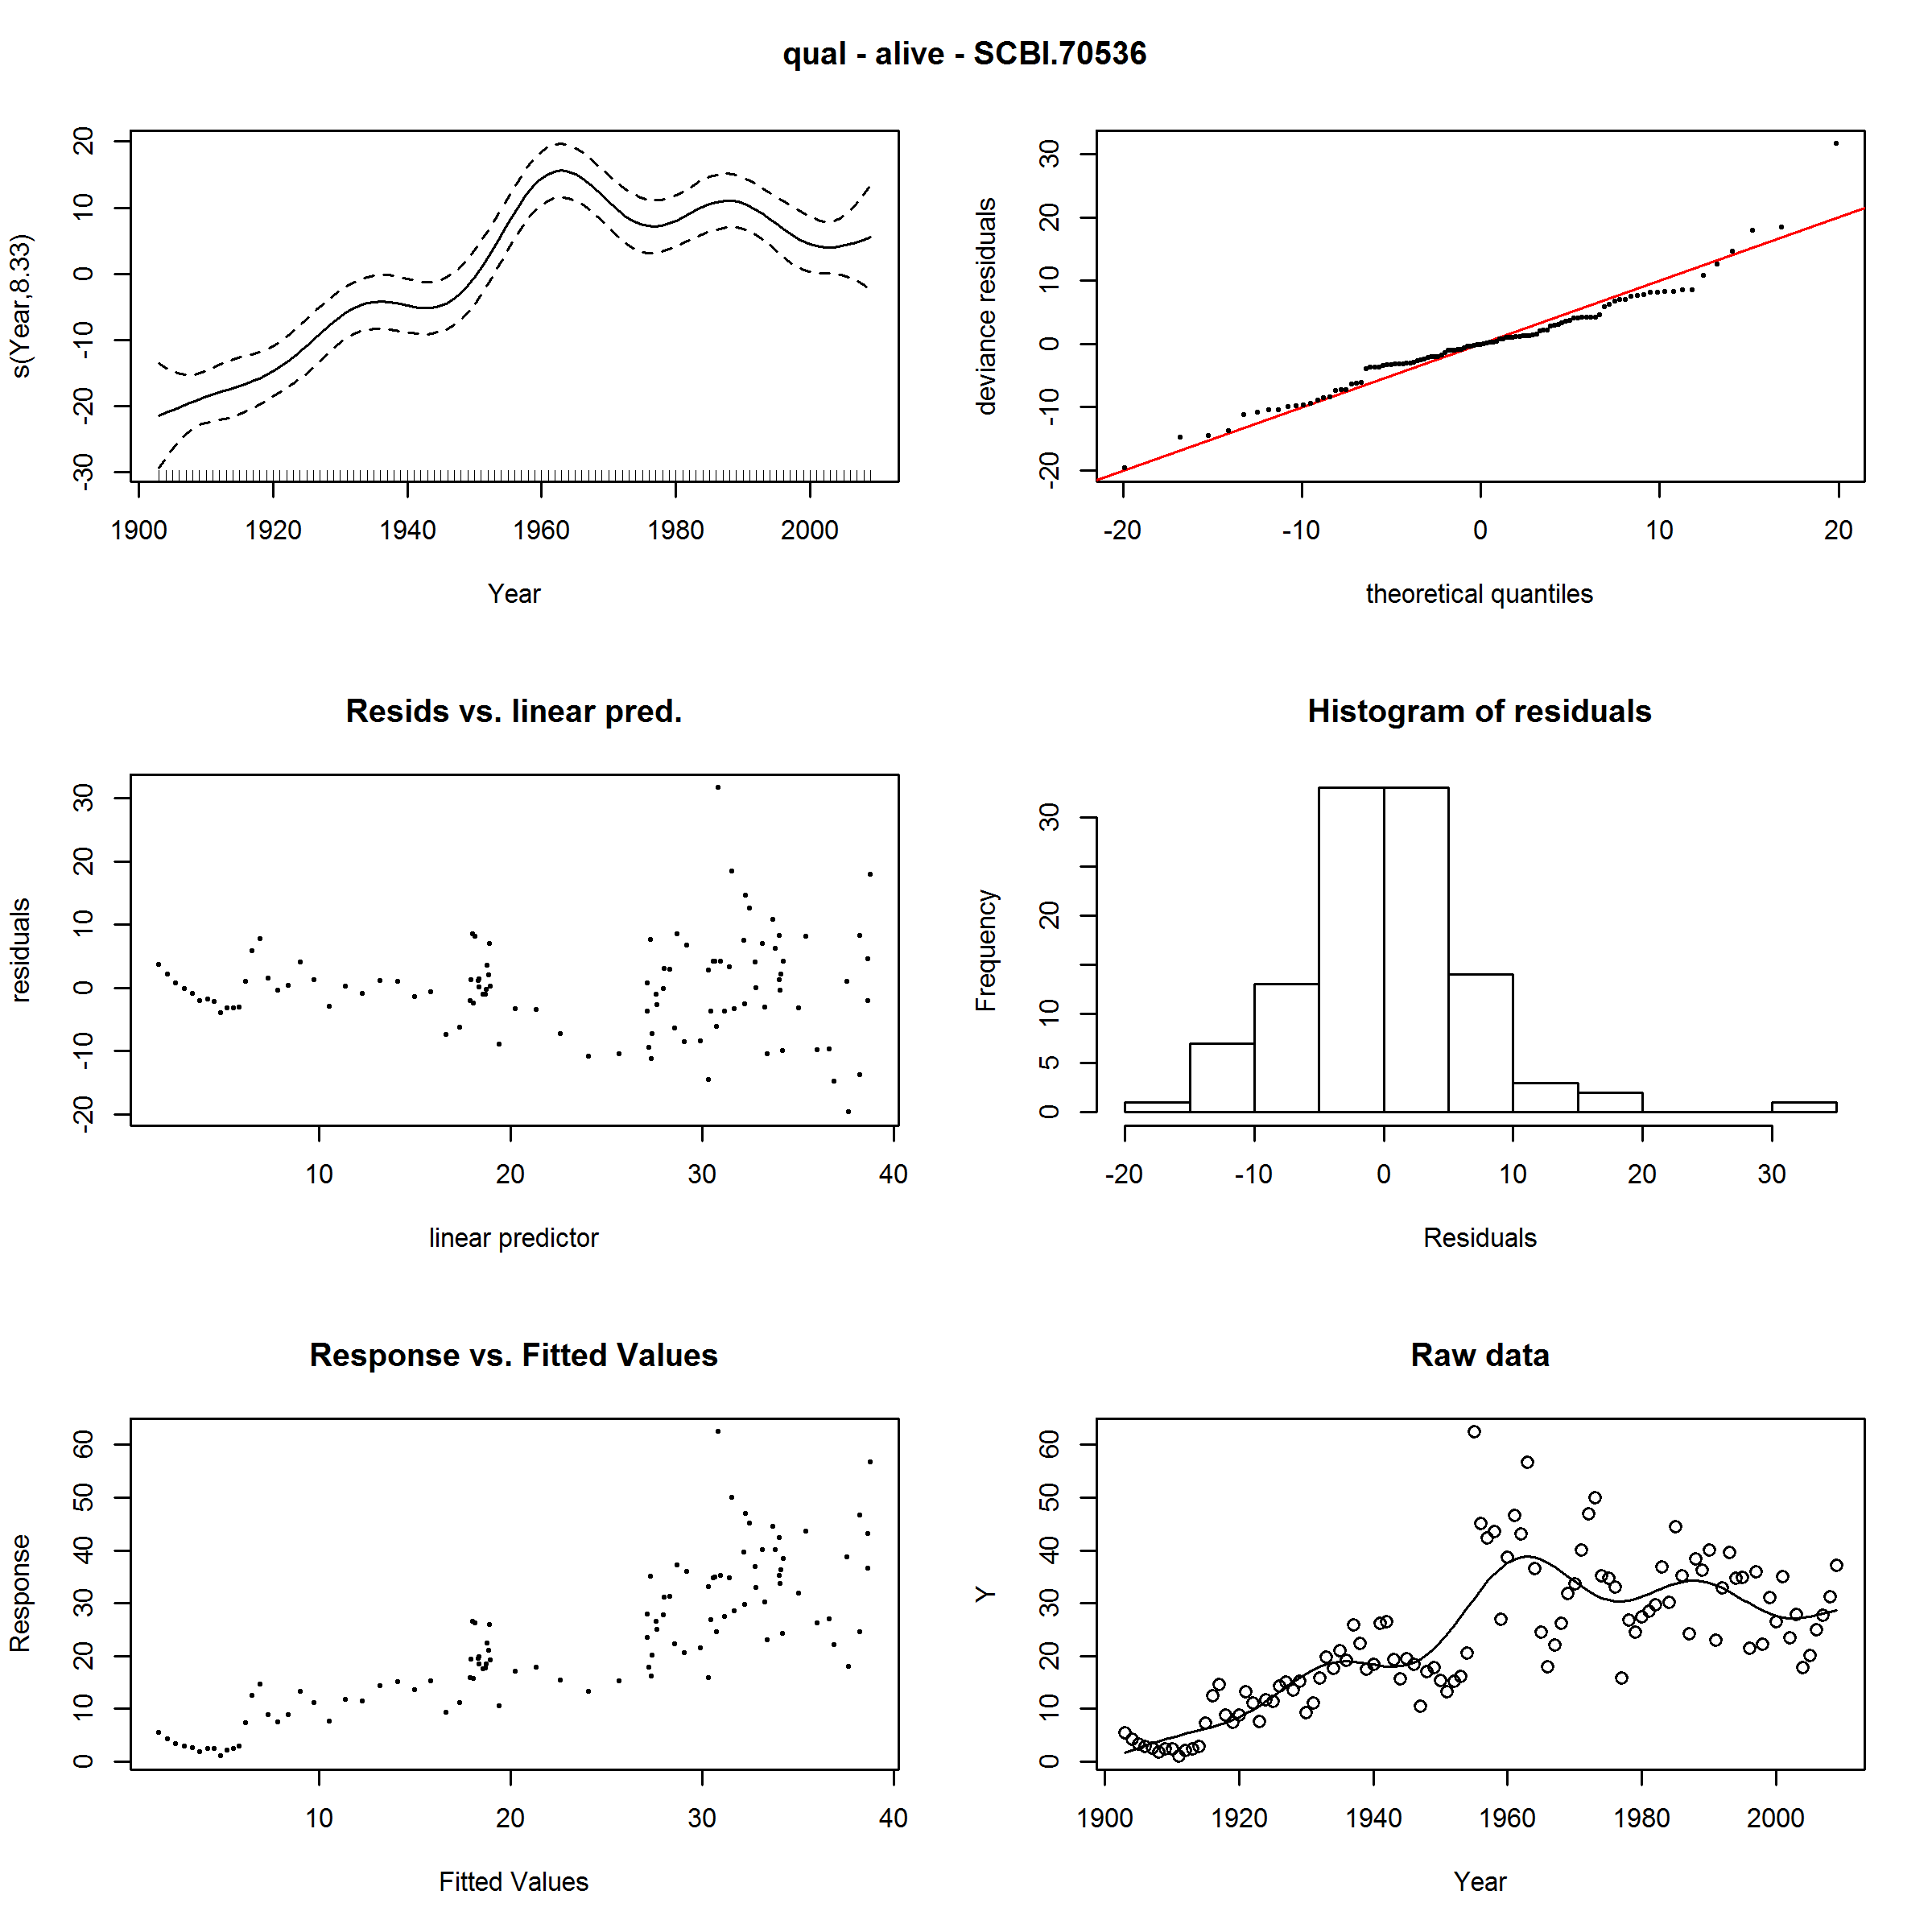 qual - alive - SCBI.70536
s(Year,8.33)
20
10
0
-10
-20
-30
1900 1920 1940 1960 1980 2000
Year
deviance residuals
30
20
10
0
-10
-20
-20 -10 0 10 20
theoretical quantiles
Resids vs. linear pred.
residuals
30
20
10
0
-10
-20
10 20 30 40
linear predictor
Histogram of residuals
Frequency
30
20
10
5
0
-20 -10 0 10 20 30
Residuals
Response vs. Fitted Values
Response
60
50
40
30
20
10
0
10 20 30 40
Fitted Values
Raw data
Y
60
50
40
30
20
10
0
1900 1920 1940 1960 1980 2000
Year